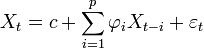 X_t = c + \sum_{i=1}^{p} \varphi_i X_{t-i} + \varepsilon_t